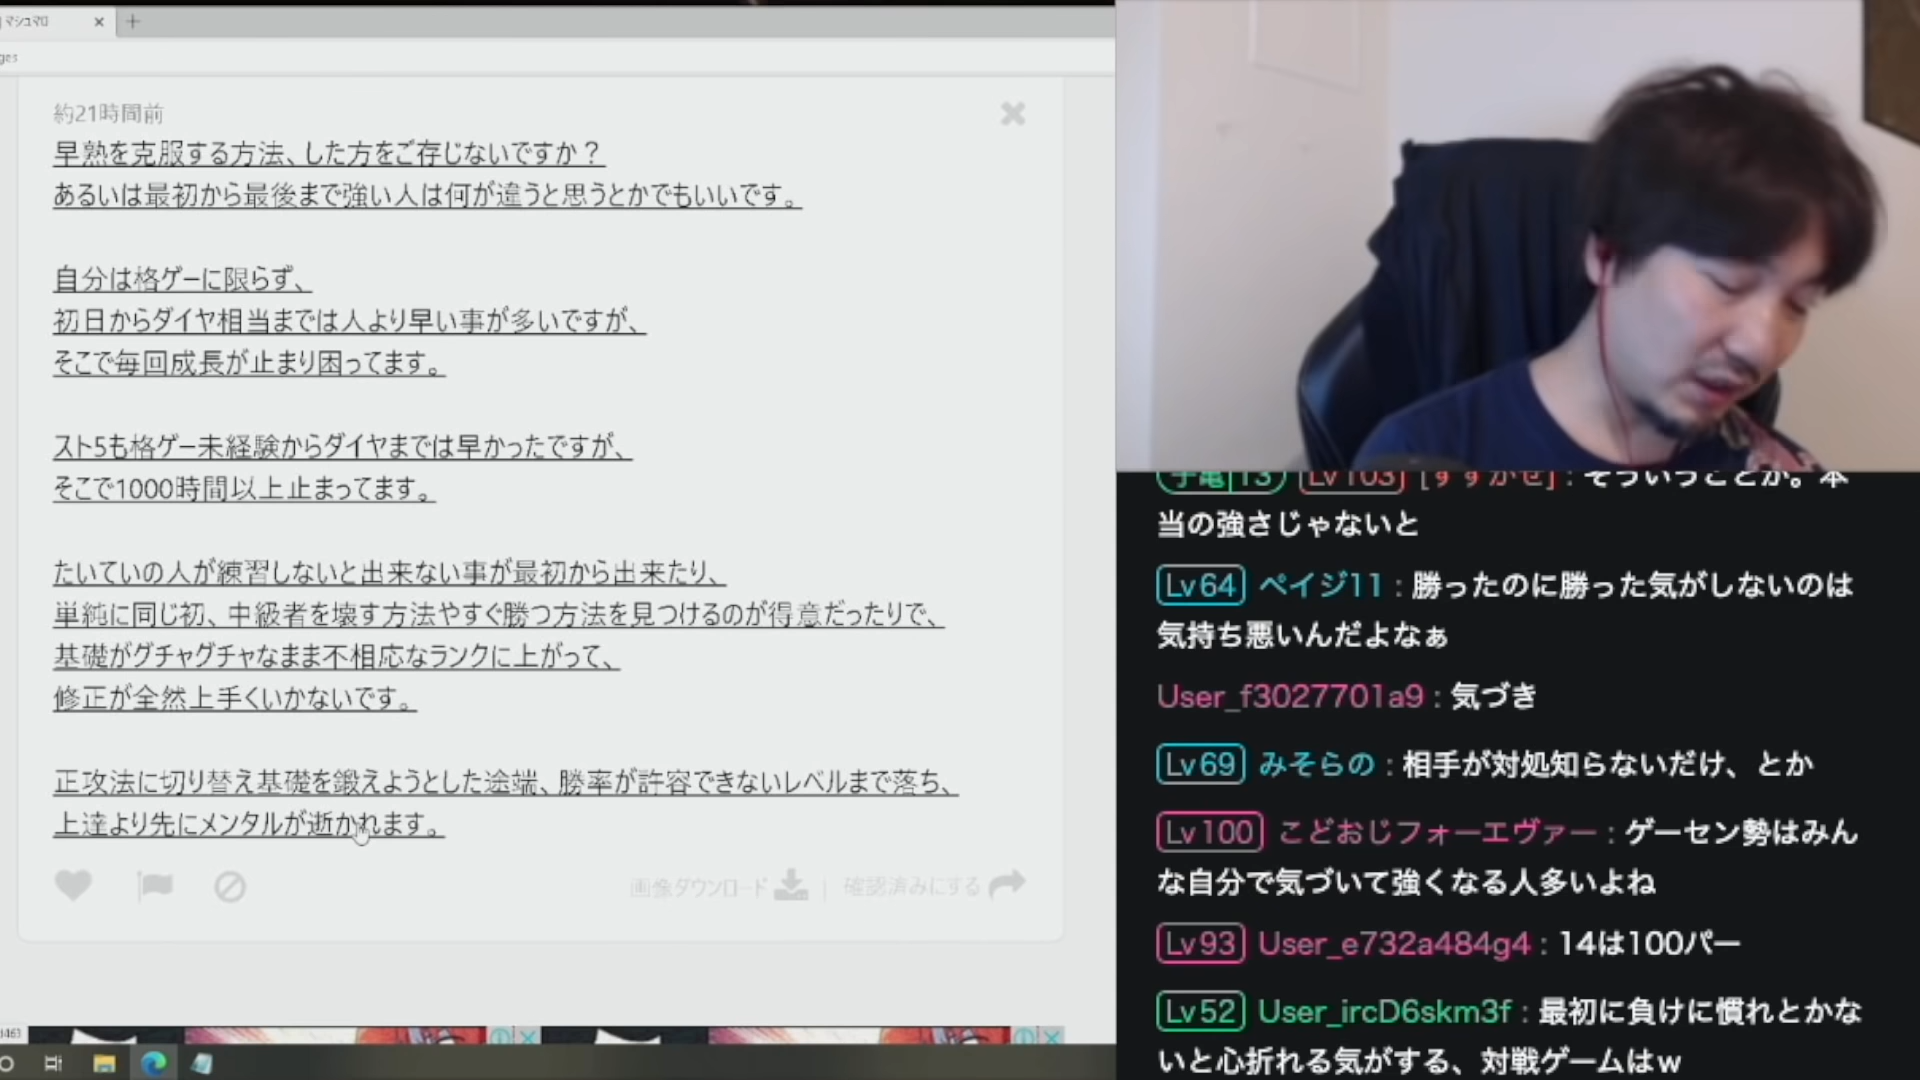 マシュマロ
ges
約21時間前
早熟を克服する方法、した方をご存じないですか？
あるいは最初から最後まで強い人は何が違うと思うとかでもいいです。
自分は格ゲーに限らず、
初日からダイヤ相当までは人より早い事が多いですが、
そこで毎回成長が止まり困ってます。
スト5も格ゲー未経験からダイヤまでは早かったですが、
そこで1000時間以上止まってます。
たいていの人が練習しないと出来ない事が最初から出来たり、
単純に同じ初、中級者を壊す方法やすぐ勝つ方法を見つけるのが得意だったりで、
基礎がグチャグチャなまま不相応なランクに上がって、
修正が全然上手くいかないです。
正攻法に切り替え基礎を鍛えようとした途端、勝率が許容できないレベルまで落ち、
上達より先にメンタルが逝かれます。
画像ダウンロード | 確認済みにする
子亀 13 Lv103 [すずかぜ] : そういうことか。本
当の強さじゃないと
Lv64 ペイジ11 : 勝ったのに勝った気がしないのは
気持ち悪いんだよなぁ
User_f3027701a9 : 気づき
Lv69 みそらの : 相手が対処知らないだけ、とか
Lv100 こどおじフォーエヴァー : ゲーセン勢はみん
な自分で気づいて強くなる人多いよね
Lv93 User_e732a484g4 : 14は100パー
Lv52 User_ircD6skm3f : 最初に負けに慣れとかな
いと心折れる気がする、対戦ゲームはｗ